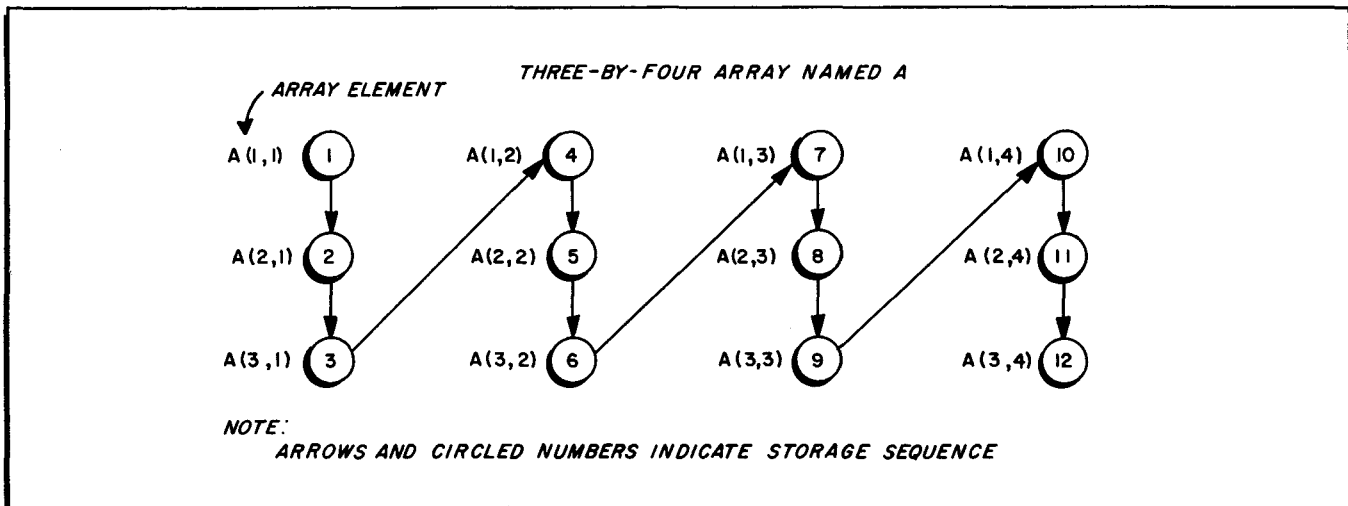 THREE-BY-FOUR ARRAY NAMED A
ARRAY ELEMENT
A(1,1) 1 A(1,2) 4 A(1,3) 7 A(1,4) 10
A(2,1) 2 A(2,2) 5 A(2,3) 8 A(2,4) 11
A(3,1) 3 A(3,2) 6 A(3,3) 9 A(3,4) 12
NOTE:
ARROWS AND CIRCLED NUMBERS INDICATE STORAGE SEQUENCE